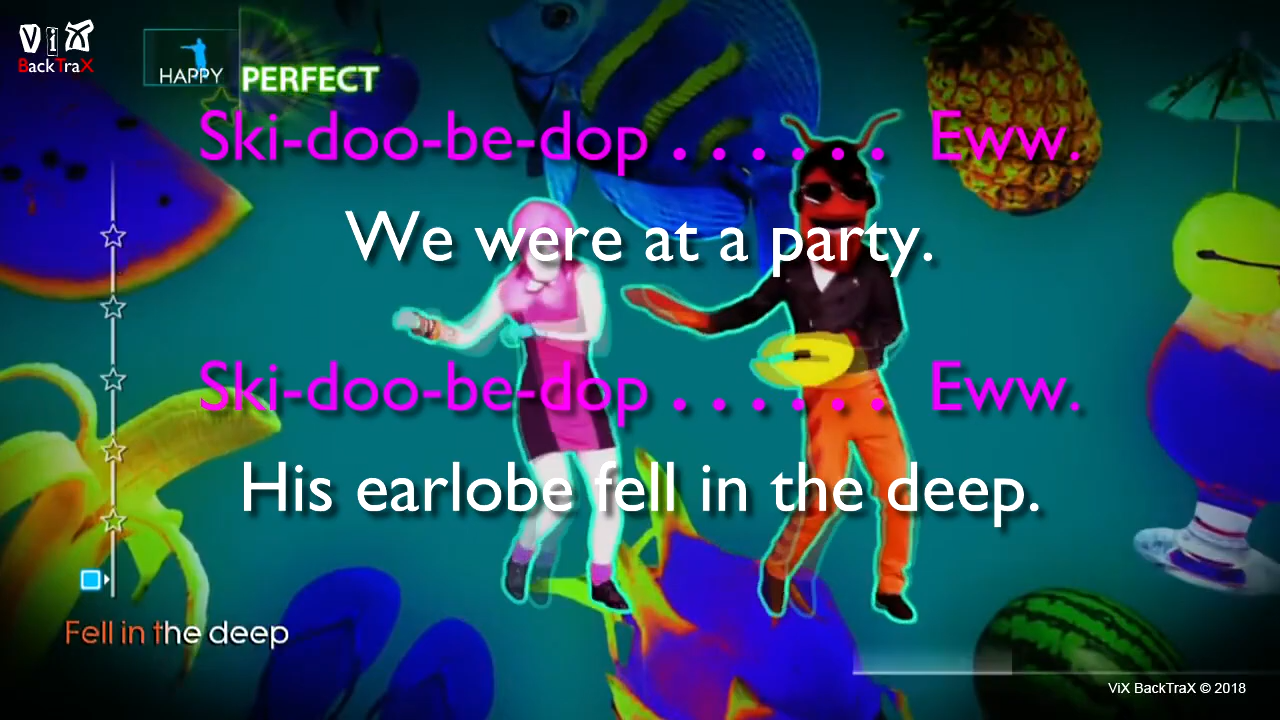 ViX
BackTraX
HAPPY
PERFECT
Ski-doo-be-dop . . . . . . Eww.
We were at a party.
Ski-doo-be-dop . . . . . . Eww.
His earlobe fell in the deep.
Fell in the deep
ViX BackTraX © 2018